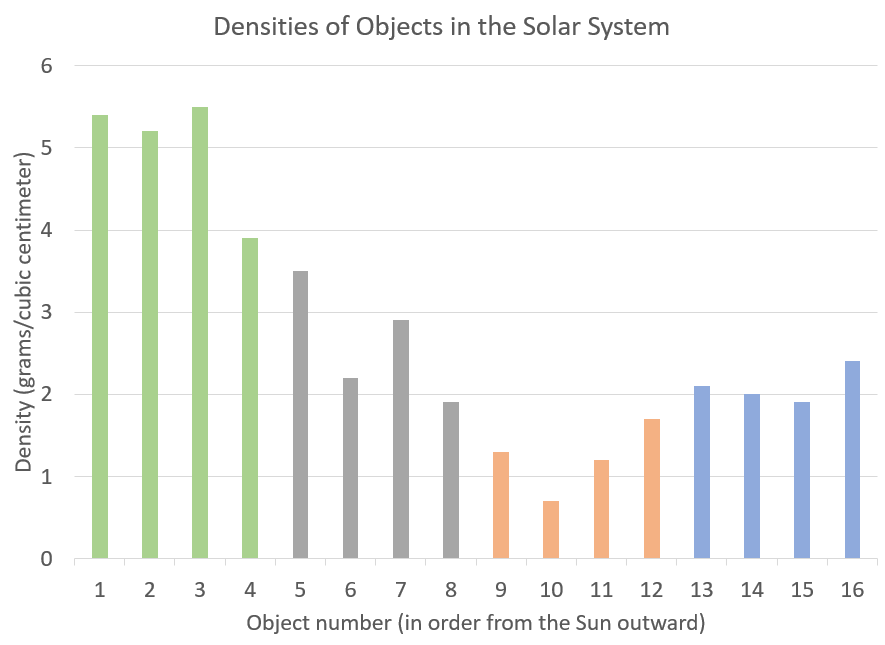 Densities of Objects in the Solar System
6
5
4
3
2
1
0
Density (grams/cubic centimeter)
1 2 3 4 5 6 7 8 9 10 11 12 13 14 15 16
Object number (in order from the Sun outward)